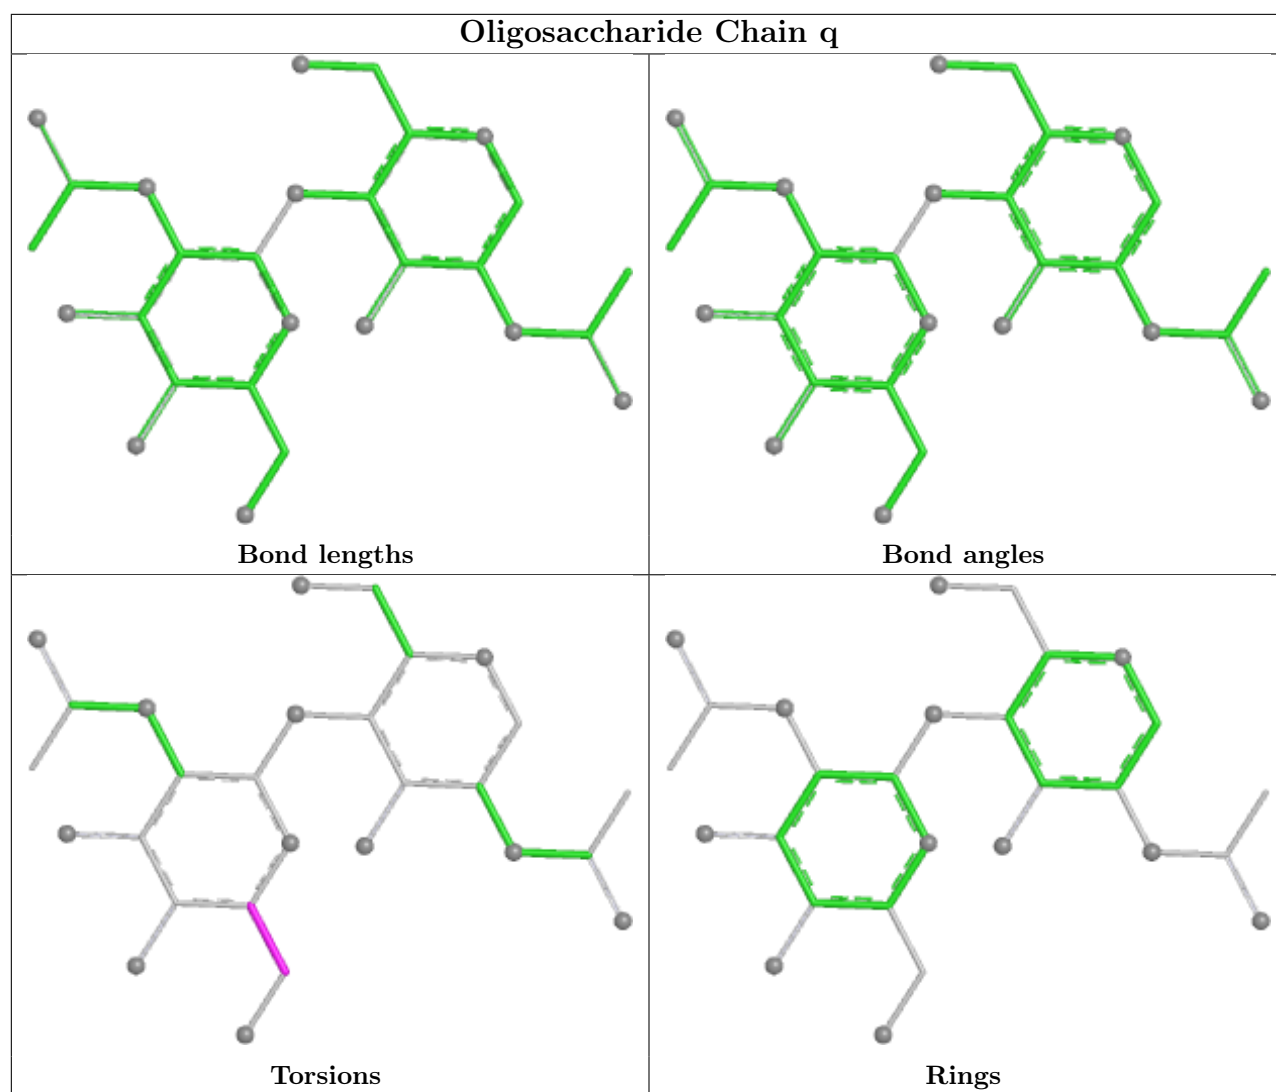 Oligosaccharide Chain q
Bond lengths
Bond angles
Torsions
Rings